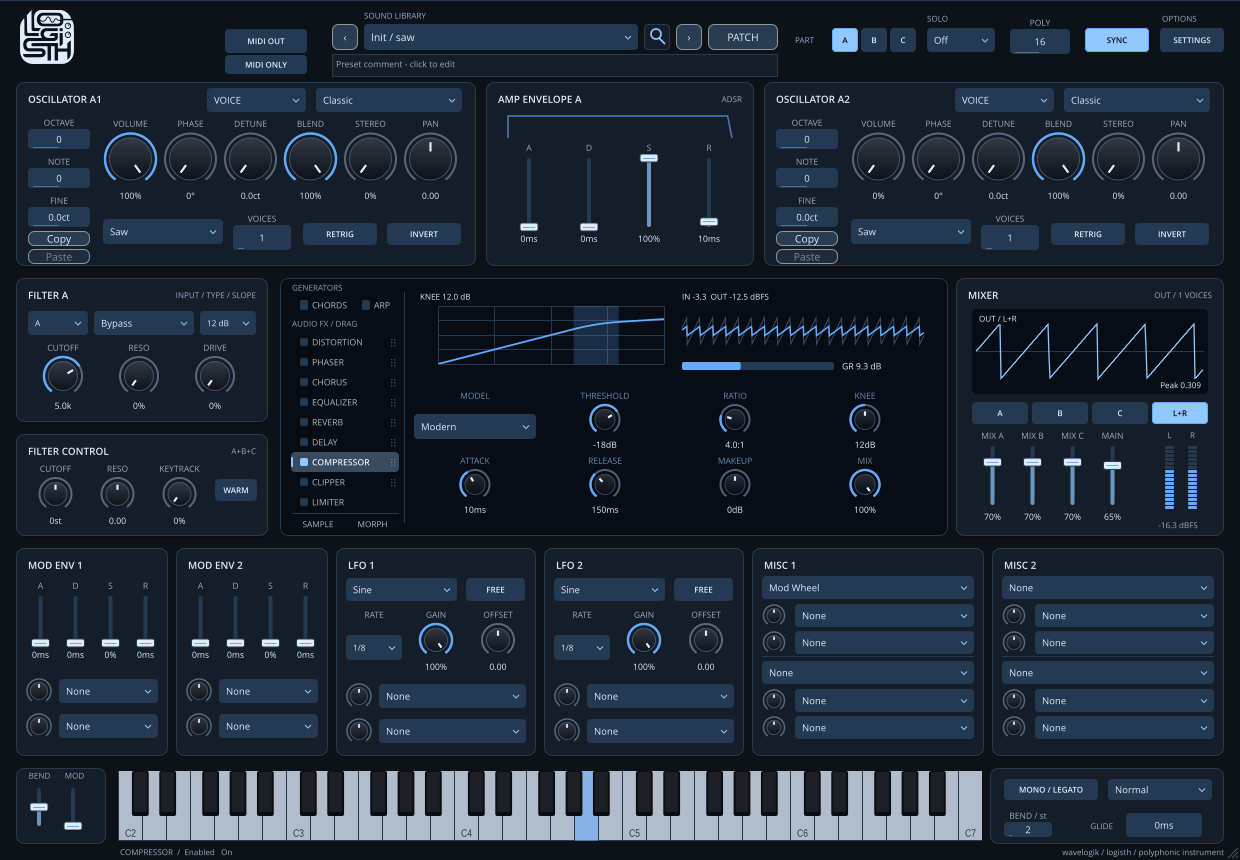 LOGISTH
MIDI OUT
MIDI ONLY
SOUND LIBRARY
‹ Init / saw › PATCH
Preset comment - click to edit
PART A B C
SOLO
Off
POLY
16
SYNC
OPTIONS
SETTINGS
OSCILLATOR A1 VOICE Classic
OCTAVE
0
NOTE
0
FINE
0.0ct
Copy
Paste
VOLUME PHASE DETUNE BLEND STEREO PAN
100% 0° 0.0ct 100% 0% 0.00
Saw
VOICES
1
RETRIG INVERT
AMP ENVELOPE A ADSR
A D S R
0ms 0ms 100% 10ms
OSCILLATOR A2 VOICE Classic
OCTAVE
0
NOTE
0
FINE
0.0ct
Copy
Paste
VOLUME PHASE DETUNE BLEND STEREO PAN
0% 0° 0.0ct 100% 0% 0.00
Saw
VOICES
1
RETRIG INVERT
FILTER A INPUT / TYPE / SLOPE
A Bypass 12 dB
CUTOFF RESO DRIVE
5.0k 0% 0%
FILTER CONTROL A+B+C
CUTOFF RESO KEYTRACK
WARM
0st 0.00 0%
GENERATORS
CHORDS ARP
AUDIO FX / DRAG
DISTORTION
PHASER
CHORUS
EQUALIZER
REVERB
DELAY
COMPRESSOR
CLIPPER
LIMITER
SAMPLE MORPH
KNEE 12.0 dB
IN -3.3 OUT -12.5 dBFS
GR 9.3 dB
MODEL THRESHOLD RATIO KNEE
Modern
-18dB 4.0:1 12dB
ATTACK RELEASE MAKEUP MIX
10ms 150ms 0dB 100%
MIXER OUT / 1 VOICES
OUT / L+R
Peak 0.309
A B C L+R
MIX A MIX B MIX C MAIN L R
70% 70% 70% 65%
-16.3 dBFS
MOD ENV 1
A D S R
0ms 0ms 0% 0ms
None
None
MOD ENV 2
A D S R
0ms 0ms 0% 0ms
None
None
LFO 1
Sine FREE
RATE GAIN OFFSET
1/8
100% 0.00
None
None
LFO 2
Sine FREE
RATE GAIN OFFSET
1/8
100% 0.00
None
None
MISC 1
Mod Wheel
None
None
None
None
None
MISC 2
None
None
None
None
None
None
BEND MOD
C2 C3 C4 C5 C6 C7
MONO / LEGATO Normal
BEND / st
2
GLIDE 0ms
COMPRESSOR / Enabled On
wavelogik / logisth / polyphonic instrument